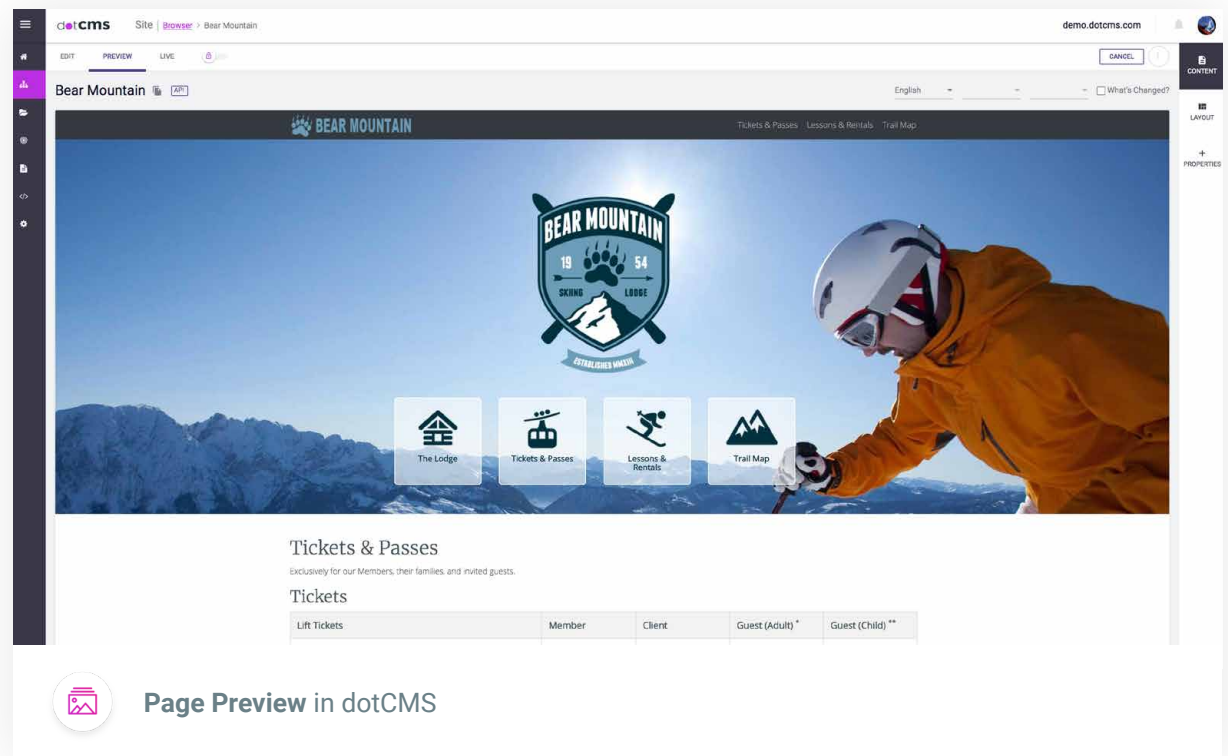 dotcms Site | Browser > Bear Mountain demo.dotcms.com
EDIT PREVIEW LIVE CANCEL
CONTENT
Bear Mountain API English What's Changed?
LAYOUT
BEAR MOUNTAIN Tickets & Passes Lessons & Rentals Trail Map
PROPERTIES
BEAR MOUNTAIN
19 54
SKIING LODGE
ESTABLISHED MMXIX
The Lodge
Tickets & Passes
Lessons &
Rentals
Trail Map
Tickets & Passes
Exclusively for our Members, their families, and invited guests.
Tickets
Lift Tickets Member Client Guest (Adult) * Guest (Child) **
Page Preview in dotCMS